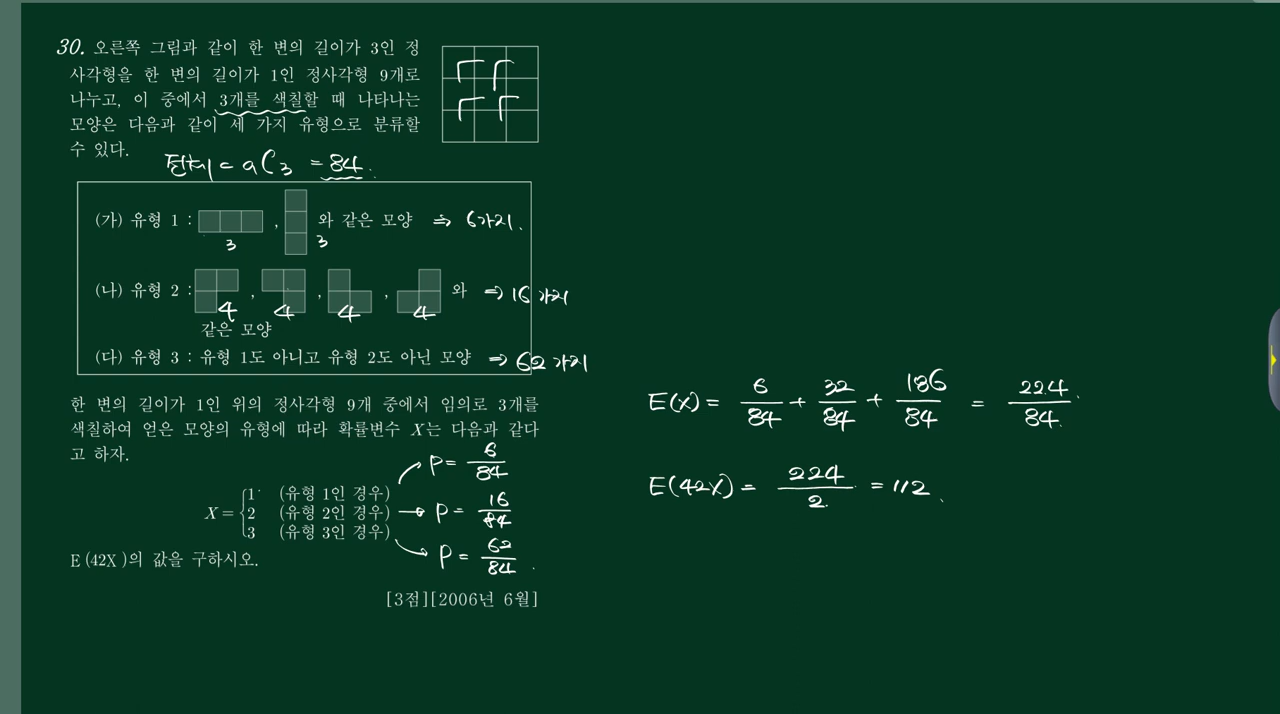 30. 오른쪽 그림과 같이 한 변의 길이가 3인 정
사각형을 한 변의 길이가 1인 정사각형 9개로
나누고, 이 중에서 3개를 색칠할 때 나타나는
모양은 다음과 같이 세 가지 유형으로 분류할
수 있다.
전체 = 9C3 = 84.
(가) 유형 1 : , 와 같은 모양 ⇒ 6가지.
3 3
(나) 유형 2 : , , , 와 ⇒ 16가지
4 4 4 4
같은 모양
(다) 유형 3 : 유형 1도 아니고 유형 2도 아닌 모양 ⇒ 62가지
한 변의 길이가 1인 위의 정사각형 9개 중에서 임의로 3개를
색칠하여 얻은 모양의 유형에 따라 확률변수 X는 다음과 같다
고 하자.
X = { 1 (유형 1인 경우) P = 6/84
2 (유형 2인 경우) → P = 16/84
3 (유형 3인 경우) P = 62/84.
E(42X)의 값을 구하시오.
[3점][2006년 6월]
E(X) = 6/84 + 32/84 + 186/84 = 224/84.
E(42X) = 224/2 = 112.